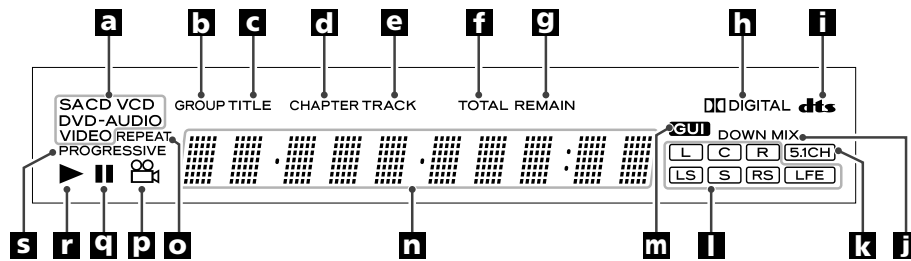 a b c d e f g h i
SACD VCD GROUP TITLE CHAPTER TRACK TOTAL REMAIN DIGITAL dts
DVD-AUDIO
VIDEO REPEAT GUI DOWN MIX
PROGRESSIVE L C R 5.1CH
LS S RS LFE
s r q p o n m l k j